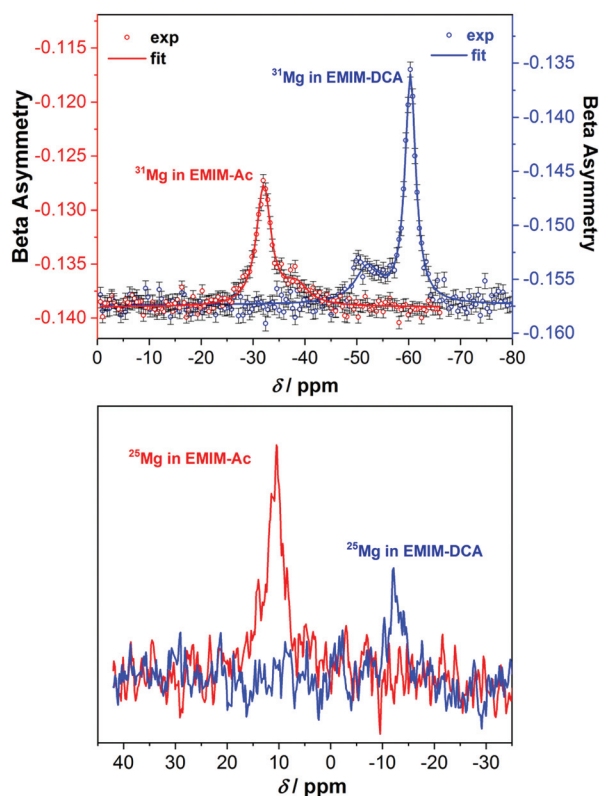 -0.115
-0.120
-0.125
-0.130
-0.135
-0.140
Beta Asymmetry
exp
fit
³¹Mg in EMIM-Ac
exp
fit
³¹Mg in EMIM-DCA
-0.135
-0.140
-0.145
-0.150
-0.155
-0.160
Beta Asymmetry
0 -10 -20 -30 -40 -50 -60 -70 -80
δ / ppm
²⁵Mg in EMIM-Ac
²⁵Mg in EMIM-DCA
40 30 20 10 0 -10 -20 -30
δ / ppm